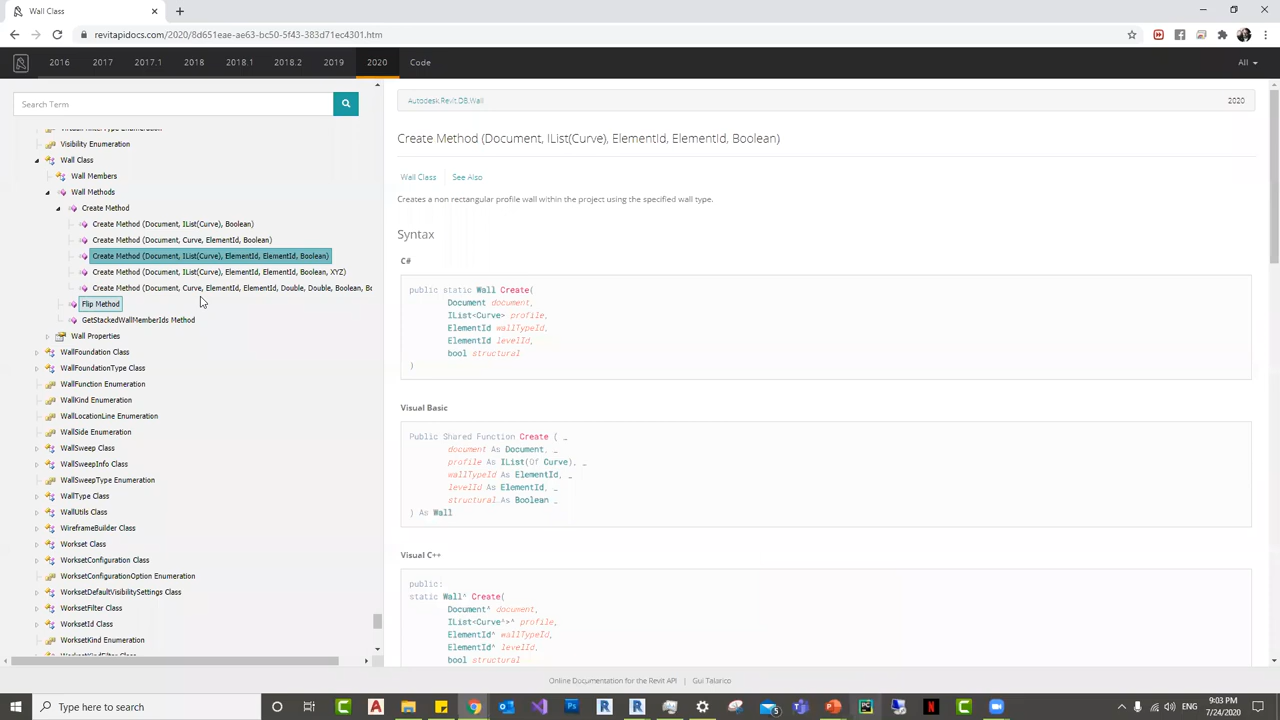 Wall Class
revitapidocs.com/2020/8d651eae-ae63-bc50-5f43-383d71ec4301.htm
2016 2017 2017.1 2018 2018.1 2018.2 2019 2020 Code All
Search Term
Visibility Enumeration
Wall Class
Wall Members
Wall Methods
Create Method
Create Method (Document, IList(Curve), Boolean)
Create Method (Document, Curve, ElementId, Boolean)
Create Method (Document, IList(Curve), ElementId, ElementId, Boolean)
Create Method (Document, IList(Curve), ElementId, ElementId, Boolean, XYZ)
Create Method (Document, Curve, ElementId, ElementId, Double, Double, Boolean, Bo
Flip Method
GetStackedWallMemberIds Method
Wall Properties
WallFoundation Class
WallFoundationType Class
WallFunction Enumeration
WallKind Enumeration
WallLocationLine Enumeration
WallSide Enumeration
WallSweep Class
WallSweepInfo Class
WallSweepType Enumeration
WallType Class
WallUtils Class
WireframeBuilder Class
Workset Class
WorksetConfiguration Class
WorksetConfigurationOption Enumeration
WorksetDefaultVisibilitySettings Class
WorksetFilter Class
WorksetId Class
WorksetKind Enumeration
Autodesk.Revit.DB.Wall 2020
Create Method (Document, IList(Curve), ElementId, ElementId, Boolean)
Wall Class See Also
Creates a non rectangular profile wall within the project using the specified wall type.
Syntax
C#
public static Wall Create(
Document document,
IList<Curve> profile,
ElementId wallTypeId,
ElementId levelId,
bool structural
)
Visual Basic
Public Shared Function Create ( _
document As Document, _
profile As IList(Of Curve), _
wallTypeId As ElementId, _
levelId As ElementId, _
structural As Boolean _
) As Wall
Visual C++
public:
static Wall^ Create(
Document^ document,
IList<Curve^>^ profile,
ElementId^ wallTypeId,
ElementId^ levelId,
bool structural
Online Documentation for the Revit API | Gui Talarico
Type here to search
9:03 PM
7/24/2020